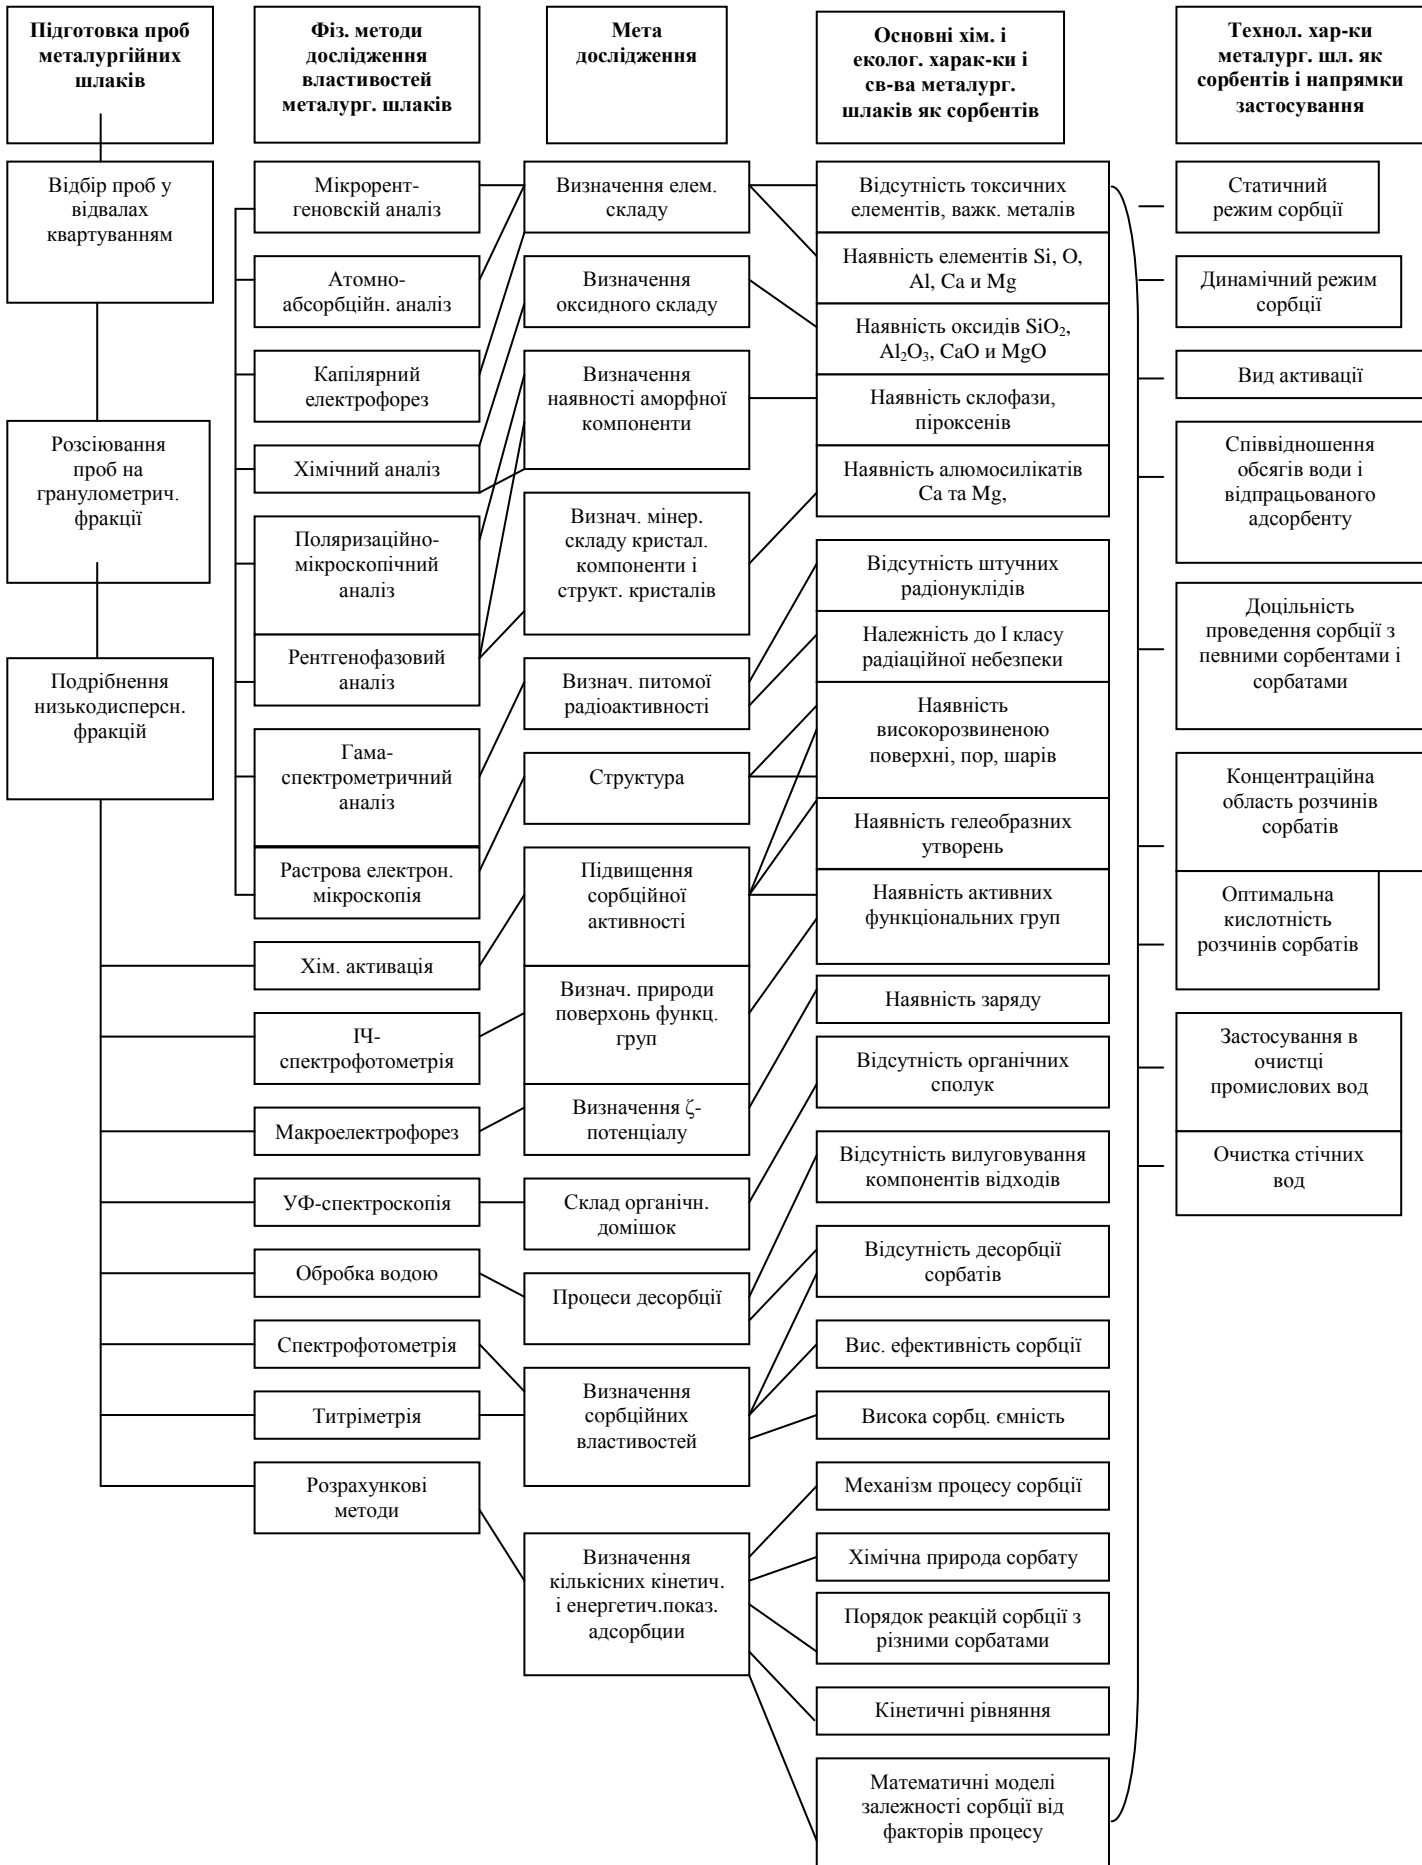 Підготовка проб
металургійних
шлаків
Фіз. методи
дослідження
властивостей
металург. шлаків
Мета
дослідження
Основні хім. і
еколог. харак-ки і
св-ва металург.
шлаків як сорбентів
Технол. хар-ки
металург. шл. як
сорбентів і напрямки
застосування
Відбір проб у
відвалах
квартуванням
Розсіювання
проб на
гранулометрич.
фракції
Подрібнення
низькодисперсн.
фракцій
Мікрорент-
геновскій аналіз
Атомно-
абсорбційн. аналіз
Капілярний
електрофорез
Хімічний аналіз
Поляризаційно-
мікроскопічний
аналіз
Рентгенофазовий
аналіз
Гама-
спектрометричний
аналіз
Растрова електрон.
мікроскопія
Хім. активація
ІЧ-
спектрофотометрія
Макроелектрофорез
УФ-спектроскопія
Обробка водою
Спектрофотометрія
Титріметрія
Розрахункові
методи
Визначення елем.
складу
Визначення
оксидного складу
Визначення
наявності аморфної
компоненти
Визнач. мінер.
складу кристал.
компоненти і
структ. кристалів
Визнач. питомої
радіоактивності
Структура
Підвищення
сорбційної
активності
Визнач. природи
поверхонь функц.
груп
Визначення ζ-
потенціалу
Склад органічн.
домішок
Процеси десорбції
Визначення
сорбційних
властивостей
Визначення
кількісних кінетич.
і енергетич.показ.
адсорбции
Відсутність токсичних
елементів, важк. металів
Наявність елементів Si, O,
Al, Ca и Mg
Наявність оксидів SiO₂,
Al₂O₃, CaO и MgO
Наявність склофази,
піроксенів
Наявність алюмосилікатів
Ca та Mg,
Відсутність штучних
радіонуклідів
Належність до І класу
радіаційної небезпеки
Наявність
високорозвиненою
поверхні, пор, шарів
Наявність гелеобразних
утворень
Наявність активних
функціональних груп
Наявність заряду
Відсутність органічних
сполук
Відсутність вилуговування
компонентів відходів
Відсутність десорбції
сорбатів
Вис. ефективність сорбції
Висока сорбц. ємність
Механізм процесу сорбції
Хімічна природа сорбату
Порядок реакцій сорбції з
різними сорбатами
Кінетичні рівняння
Математичні моделі
залежності сорбції від
факторів процесу
Статичний
режим сорбції
Динамічний режим
сорбції
Вид активації
Співвідношення
обсягів води і
відпрацьованого
адсорбенту
Доцільність
проведення сорбції з
певними сорбентами і
сорбатами
Концентраційна
область розчинів
сорбатів
Оптимальна
кислотність
розчинів сорбатів
Застосування в
очистці
промислових вод
Очистка стічних
вод